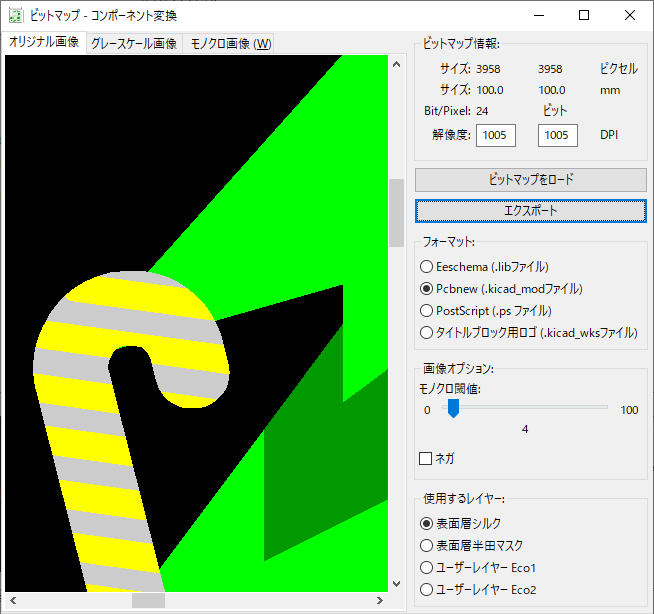 ビットマップ - コンポーネント変換
オリジナル画像 グレースケール画像 モノクロ画像 (W)
ビットマップ情報:
サイズ: 3958 3958 ピクセル
サイズ: 100.0 100.0 mm
Bit/Pixel: 24 ビット
解像度: 1005 1005 DPI
ビットマップをロード
エクスポート
フォーマット:
Eeschema (.libファイル)
Pcbnew (.kicad_modファイル)
PostScript (.ps ファイル)
タイトルブロック用ロゴ (.kicad_wksファイル)
画像オプション:
モノクロ閾値:
0 100
4
ネガ
使用するレイヤー:
表面層シルク
表面層半田マスク
ユーザーレイヤー Eco1
ユーザーレイヤー Eco2